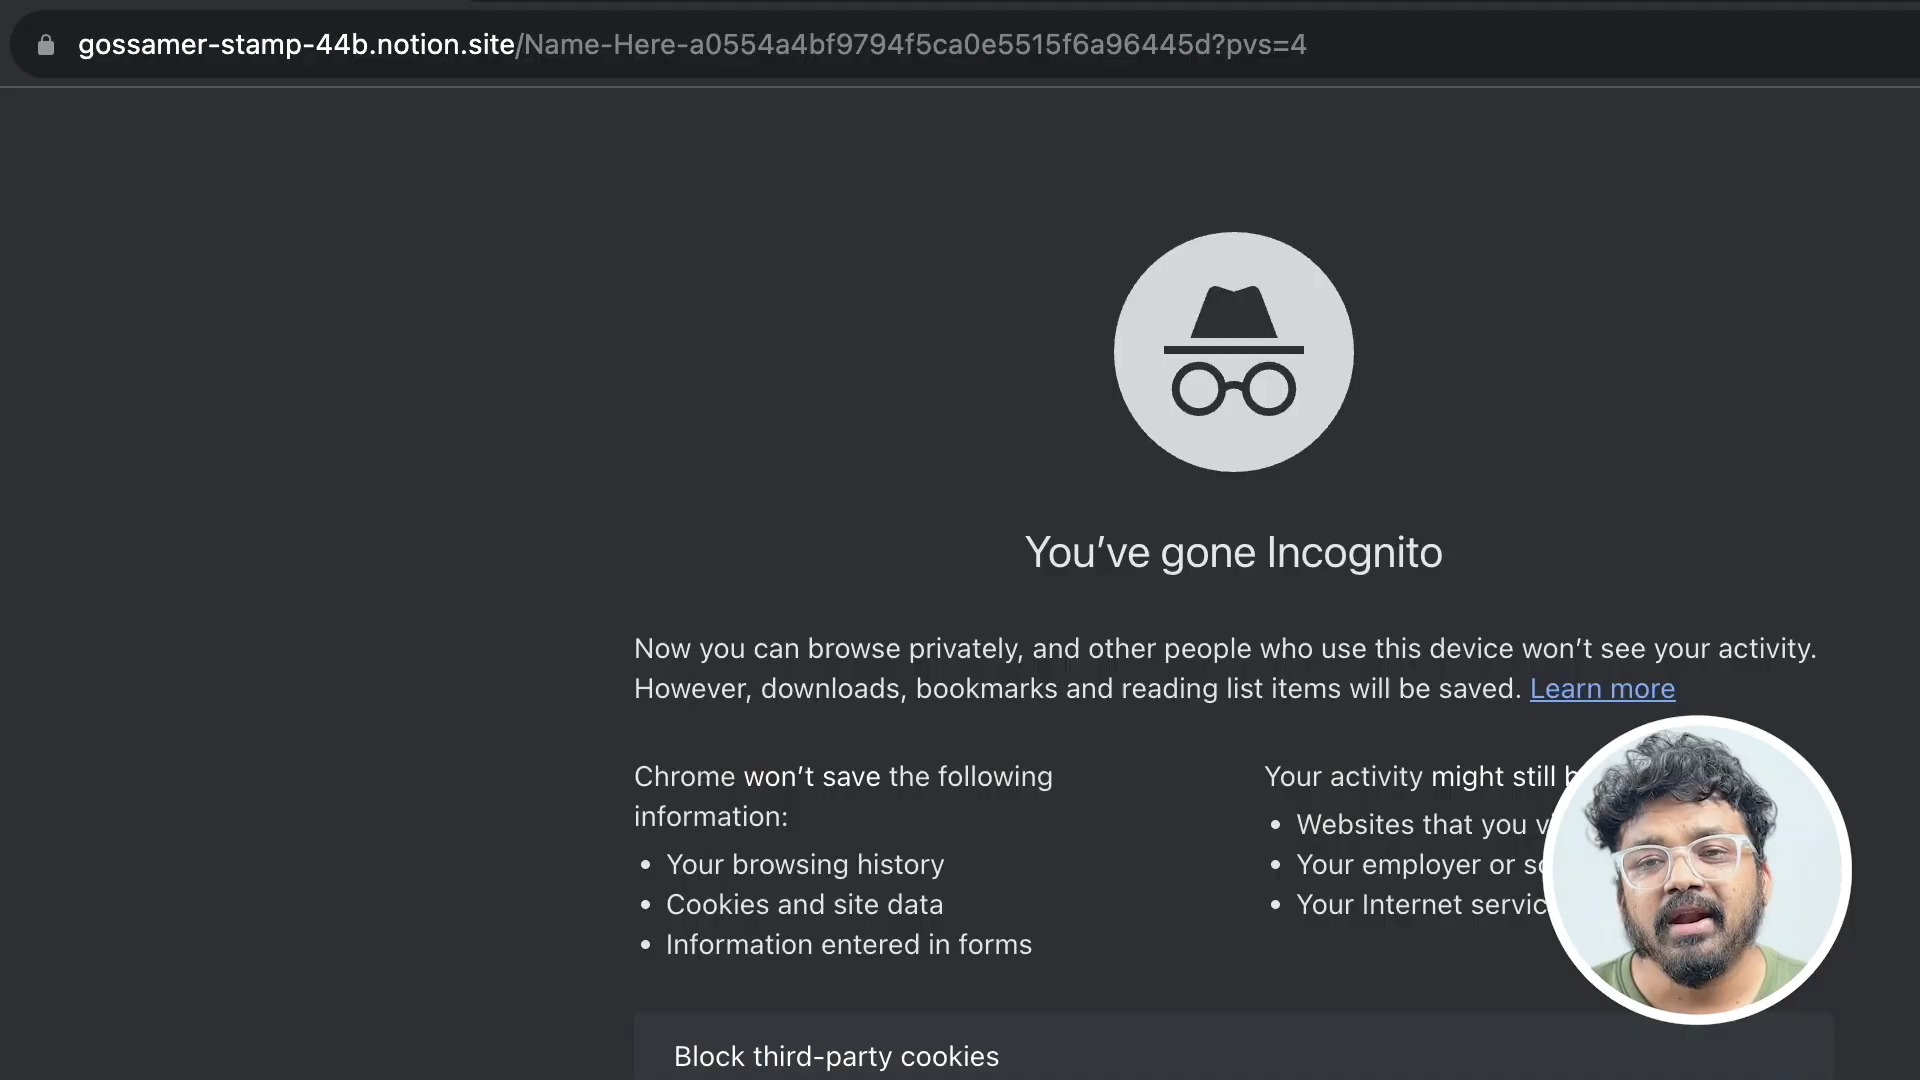 gossamer-stamp-44b.notion.site/Name-Here-a0554a4bf9794f5ca0e5515f6a96445d?pvs=4
You’ve gone Incognito
Now you can browse privately, and other people who use this device won’t see your activity.
However, downloads, bookmarks and reading list items will be saved. Learn more
Chrome won’t save the following
information:
• Your browsing history
• Cookies and site data
• Information entered in forms
Your activity might still
• Websites that you
• Your employer or
• Your Internet
Block third-party cookies